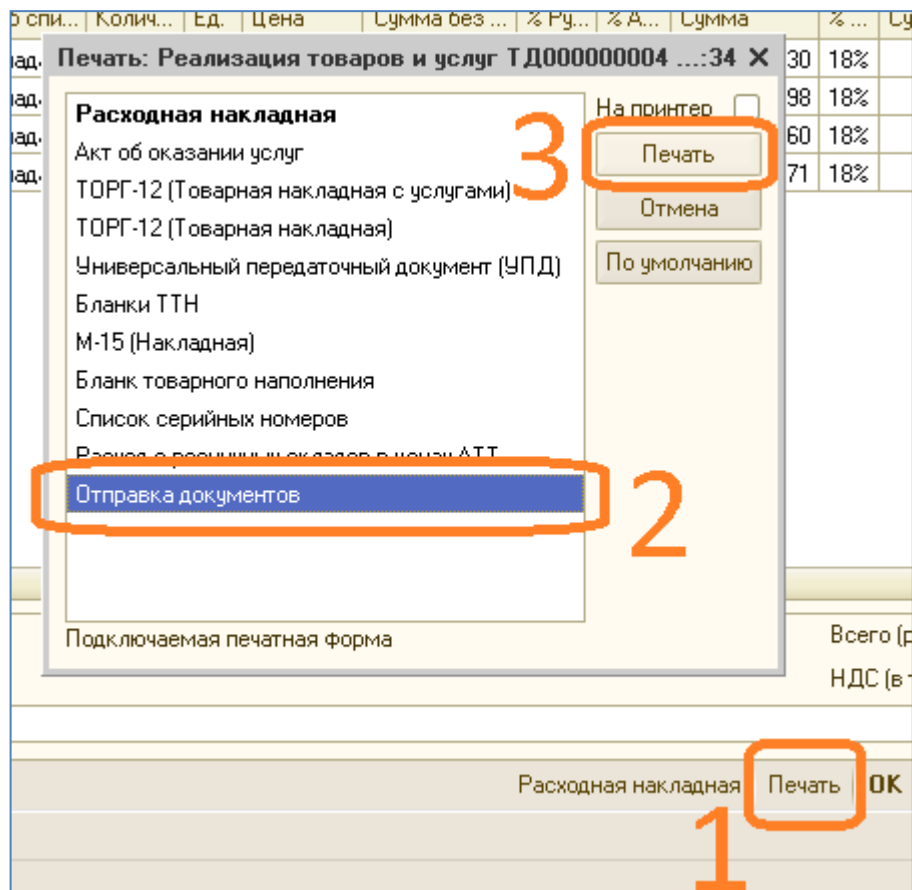 спи... Колич... Ед. Цена Сумма без ... % Ру... % А... Сумма % ... Су
Печать: Реализация товаров и услуг ТД000000004 ...:34 X
30 18%
98 18%
60 18%
71 18%
Расходная накладная
Акт об оказании услуг
ТОРГ-12 (Товарная накладная с услугами)
ТОРГ-12 (Товарная накладная)
Универсальный передаточный документ (УПД)
Бланки ТТН
М-15 (Накладная)
Бланк товарного наполнения
Список серийных номеров
Отправка документов
На принтер
3
Печать
Отмена
По умолчанию
2
Подключаемая печатная форма
Всего (р
НДС (в т
Расходная накладная Печать OK
1